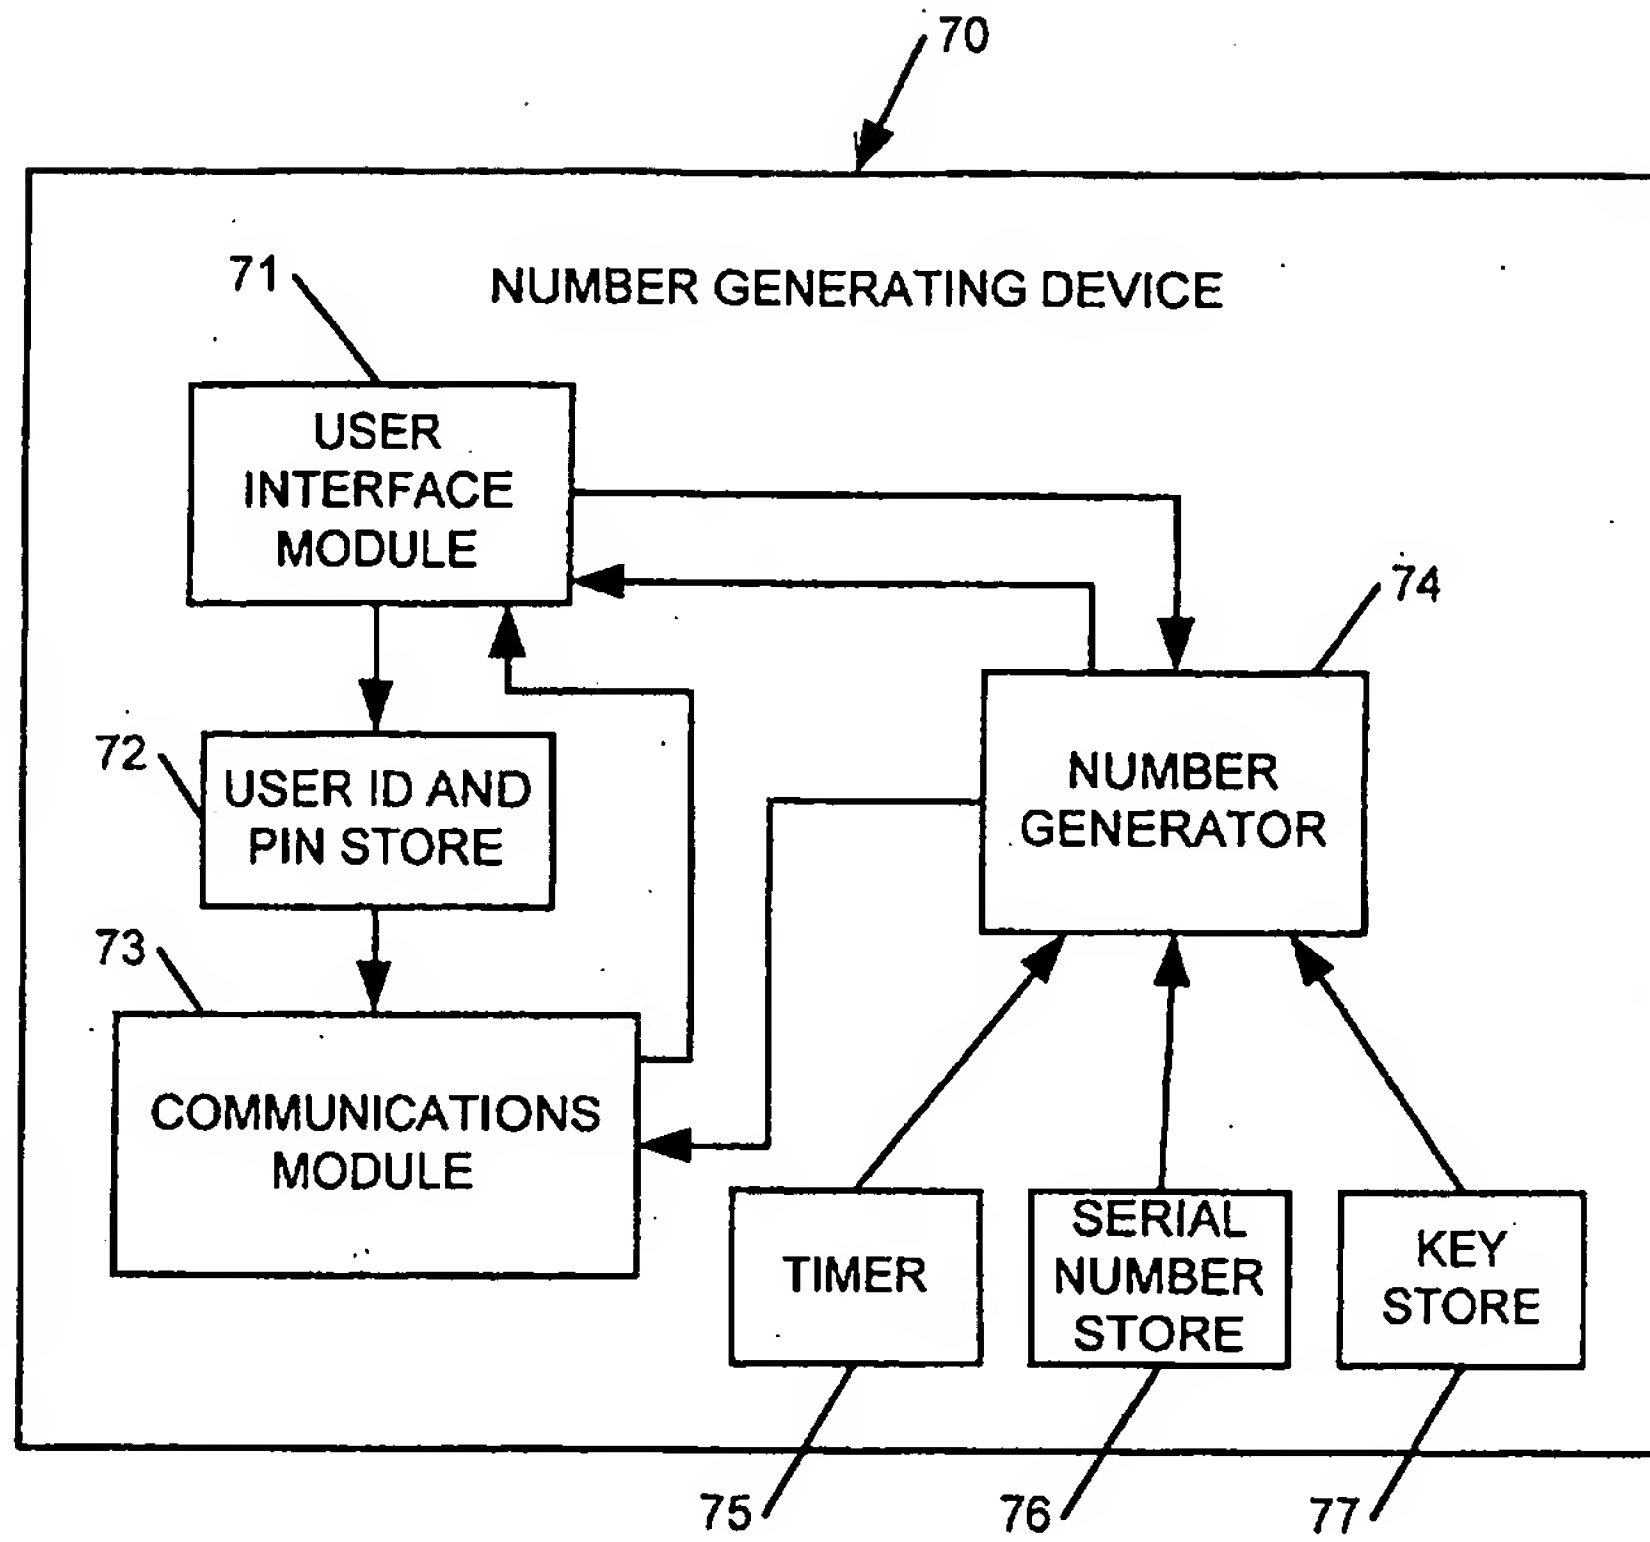 70
NUMBER GENERATING DEVICE
71
USER
INTERFACE
MODULE
74
72
USER ID AND
PIN STORE
NUMBER
GENERATOR
73
COMMUNICATIONS
MODULE
TIMER
SERIAL
NUMBER
STORE
KEY
STORE
75
76
77